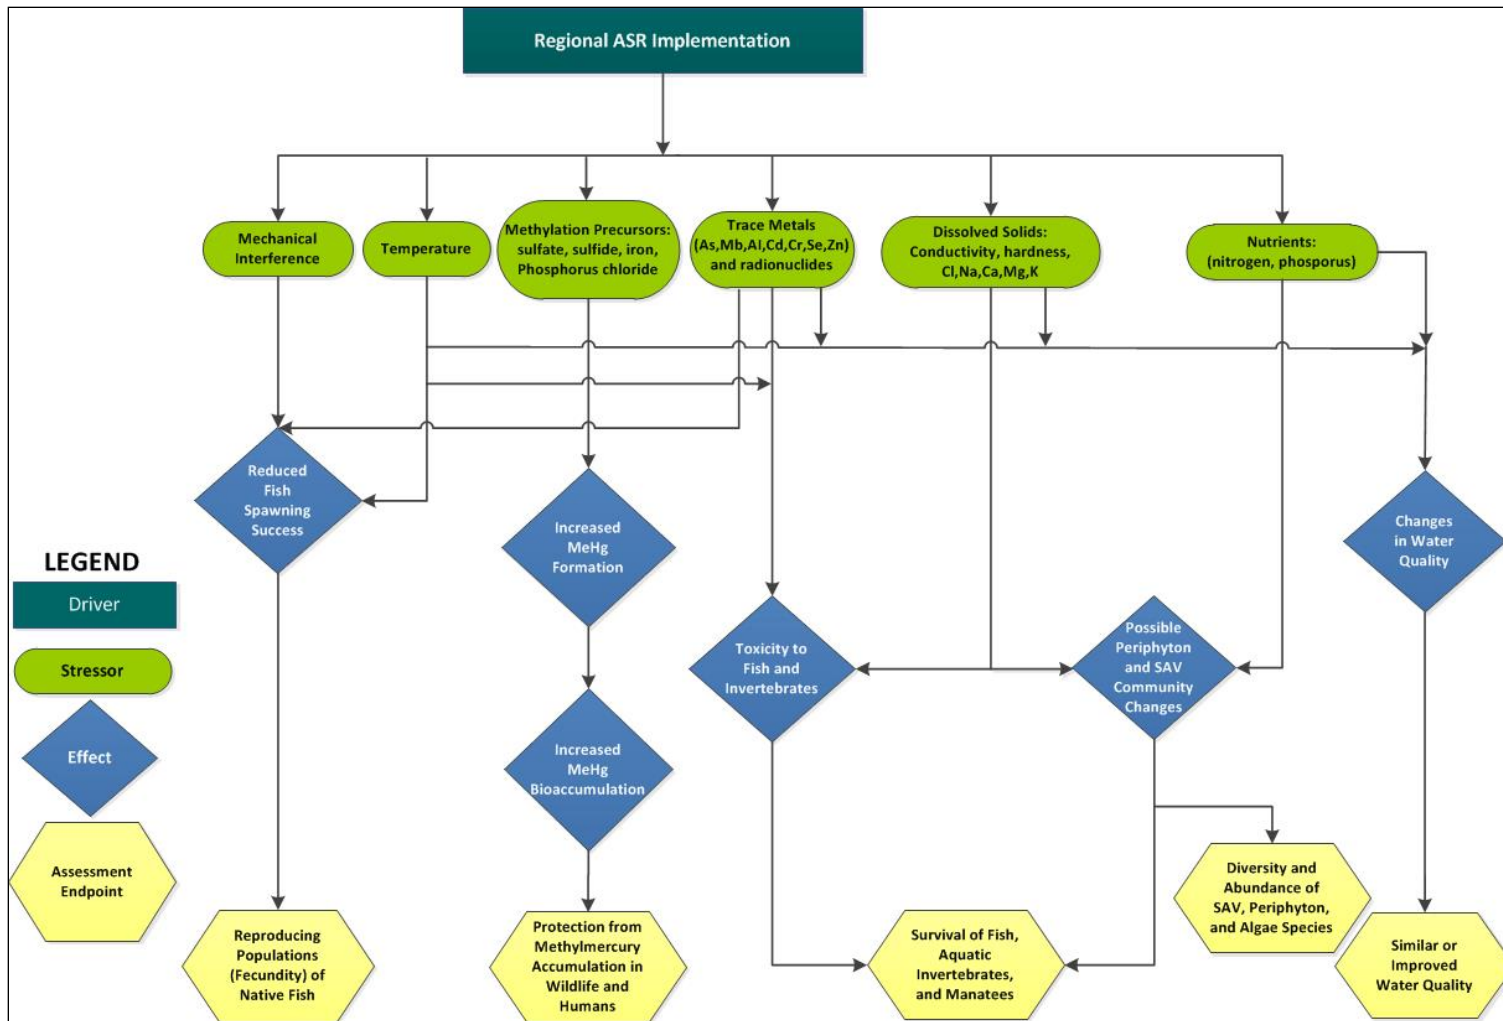 Regional ASR Implementation
Mechanical
Interference
Temperature
Methylation Precursors:
sulfate, sulfide, iron,
Phosphorus chloride
Trace Metals
(As,Mb,Al,Cd,Cr,Se,Zn)
and radionuclides
Dissolved Solids:
Conductivity, hardness,
Cl,Na,Ca,Mg,K
Nutrients:
(nitrogen, phosporus)
Reduced
Fish
Spawning
Success
Increased
MeHg
Formation
Changes
in Water
Quality
LEGEND
Driver
Stressor
Effect
Assessment
Endpoint
Toxicity to
Fish and
Invertebrates
Possible
Periphyton
and SAV
Community
Changes
Increased
MeHg
Bioaccumulation
Diversity and
Abundance of
SAV, Periphyton,
and Algae Species
Reproducing
Populations
(Fecundity) of
Native Fish
Protection from
Methylmercury
Accumulation in
Wildlife and
Humans
Survival of Fish,
Aquatic
Invertebrates,
and Manatees
Similar or
Improved
Water Quality